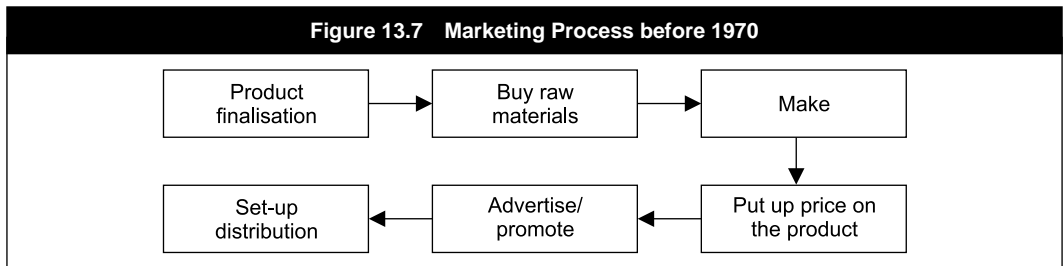 Figure 13.7 Marketing Process before 1970
Product
finalisation
Buy raw
materials
Make
Put up price on
the product
Advertise/
promote
Set-up
distribution